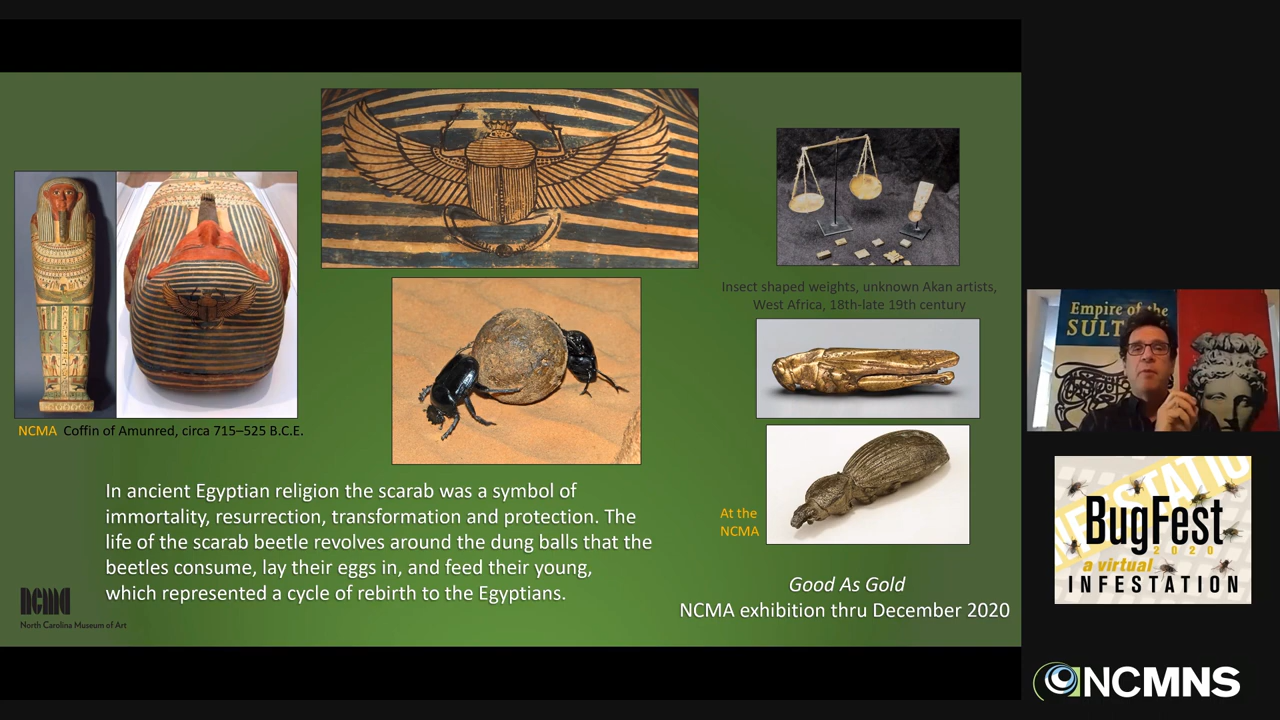 NCMA Coffin of Amunred, circa 715–525 B.C.E.
In ancient Egyptian religion the scarab was a symbol of
immortality, resurrection, transformation and protection. The
life of the scarab beetle revolves around the dung balls that the
beetles consume, lay their eggs in, and feed their young,
which represented a cycle of rebirth to the Egyptians.
ncma
North Carolina Museum of Art
Insect shaped weights, unknown Akan artists,
West Africa, 18th-late 19th century
At the
NCMA
Good As Gold
NCMA exhibition thru December 2020
Empire of the
BugFest
2020
a virtual
INFESTATION
NCMNS